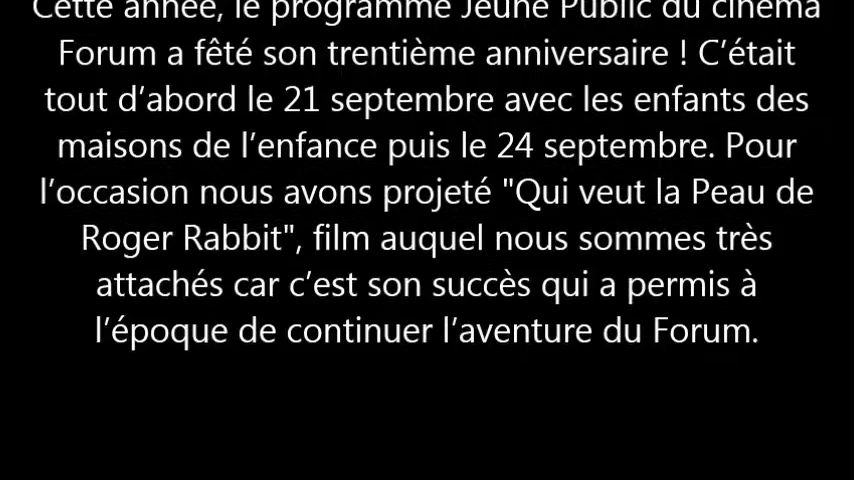 Cette année, le programme Jeune Public du cinéma
Forum a fêté son trentième anniversaire ! C’était
tout d’abord le 21 septembre avec les enfants des
maisons de l’enfance puis le 24 septembre. Pour
l’occasion nous avons projeté "Qui veut la Peau de
Roger Rabbit", film auquel nous sommes très
attachés car c’est son succès qui a permis à
l’époque de continuer l’aventure du Forum.